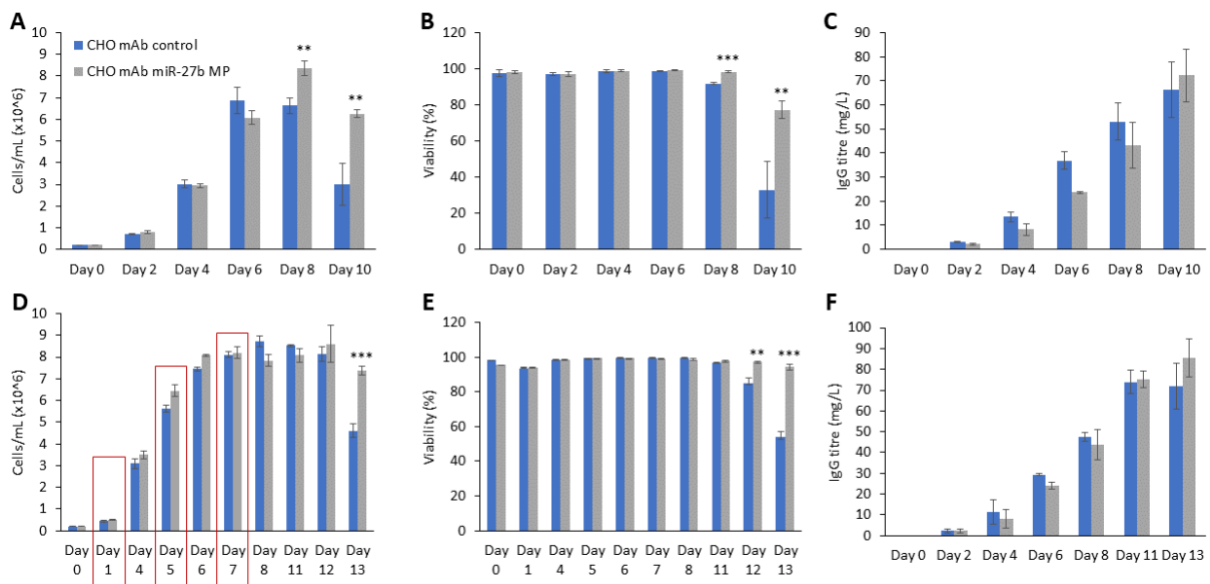 A
Cells/mL (x10^6)
10
9
8
7
6
5
4
3
2
1
0
CHO mAb control
CHO mAb miR-27b MP
**
**
Day 0 Day 2 Day 4 Day 6 Day 8 Day 10
B
Viability (%)
120
100
80
60
40
20
0
***
**
Day 0 Day 2 Day 4 Day 6 Day 8 Day 10
C
IgG titre (mg/L)
90
80
70
60
50
40
30
20
10
0
Day 0 Day 2 Day 4 Day 6 Day 8 Day 10
D
Cells/mL (x10^6)
10
9
8
7
6
5
4
3
2
1
0
***
Day Day Day Day Day Day Day Day Day Day
0 1 4 5 6 7 8 11 12 13
E
Viability (%)
120
100
80
60
40
20
0
**
***
Day Day Day Day Day Day Day Day Day Day
0 1 4 5 6 7 8 11 12 13
F
IgG titre (mg/L)
100
90
80
70
60
50
40
30
20
10
0
Day 0 Day 2 Day 4 Day 6 Day 8 Day 11 Day 13